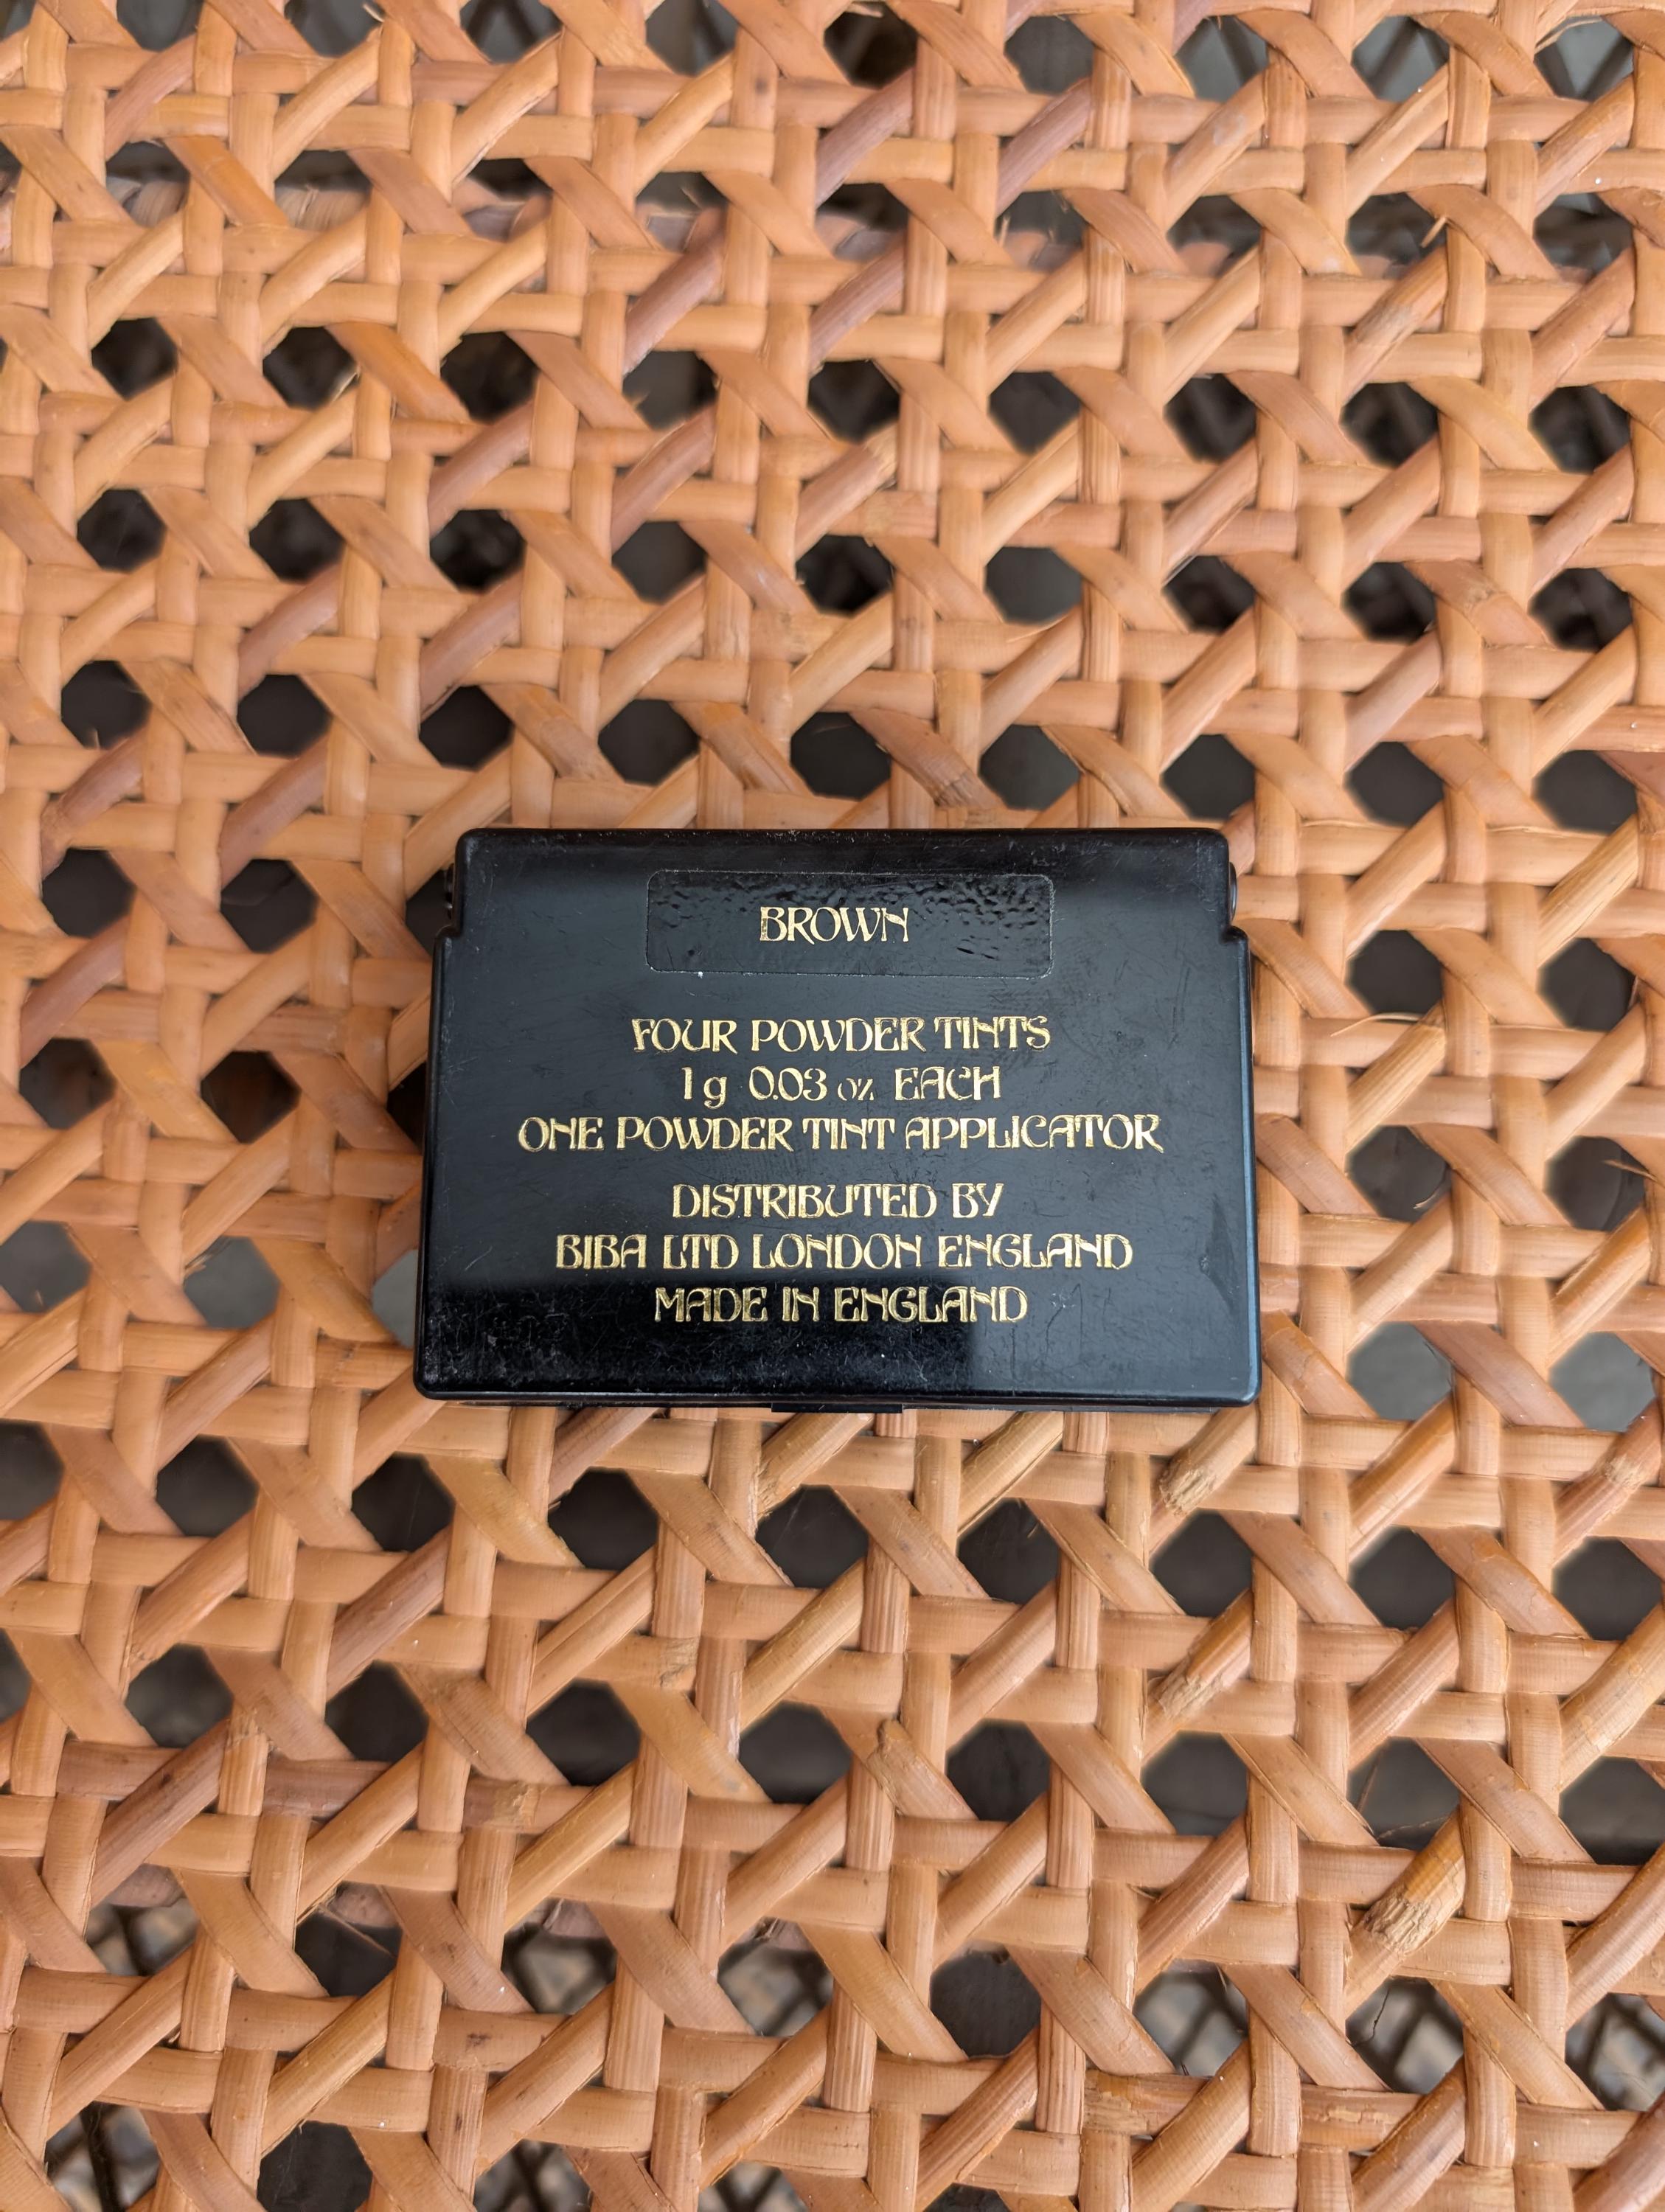 BROWN
FOUR POWDER TINTS
1g 0.03 oz EACH
ONE POWDER TINT APPLICATOR
DISTRIBUTED BY
BIBA LTD LONDON ENGLAND
MADE IN ENGLAND